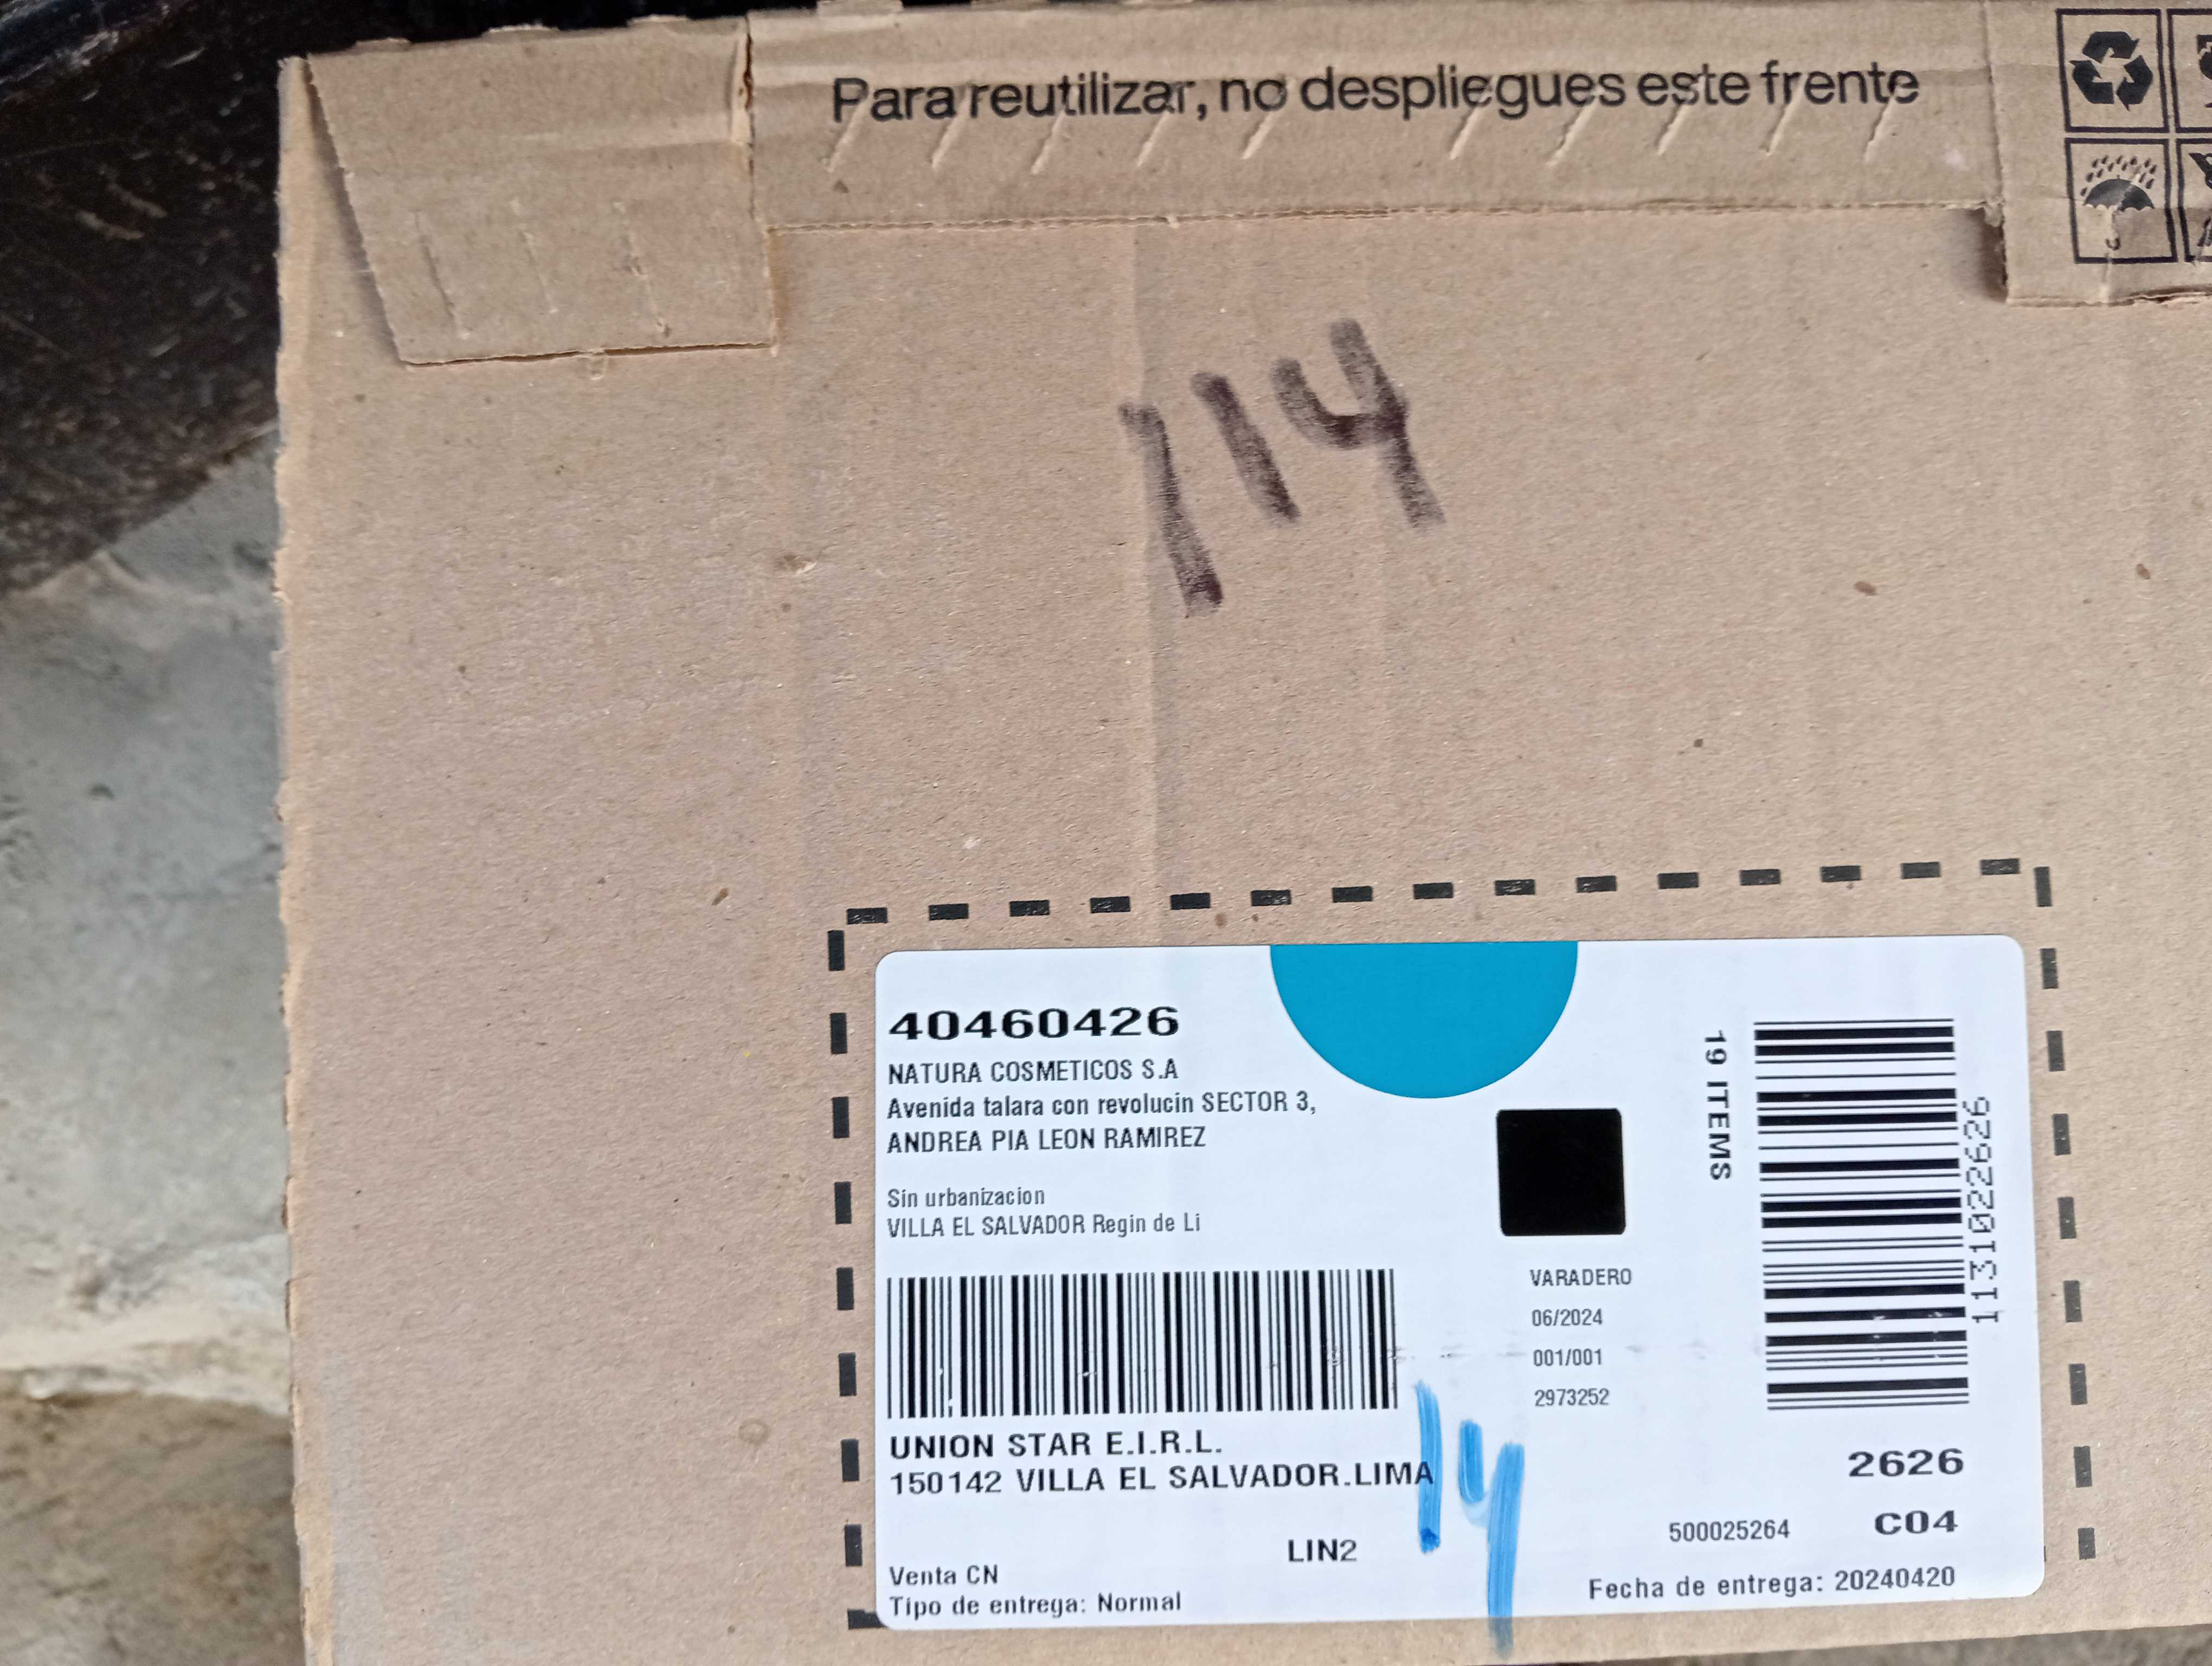 Para reutilizar, no despliegues este frente
114
40460426
NATURA COSMETICOS S.A
Avenida talara con revolucin SECTOR 3,
ANDREA PIA LEON RAMIREZ
Sin urbanizacion
VILLA EL SALVADOR Regin de Li
19 ITEMS
1131022626
VARADERO
06/2024
001/001
2973252
UNION STAR E.I.R.L.
150142 VILLA EL SALVADOR.LIMA
14
2626
LIN2
500025264
C04
Venta CN
Tipo de entrega: Normal
Fecha de entrega: 20240420